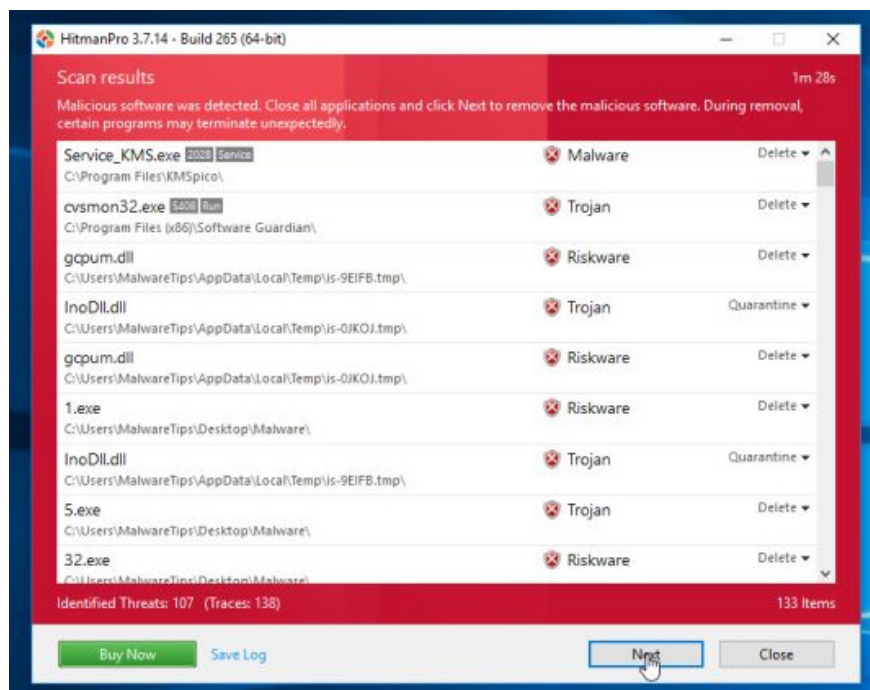 HitmanPro 3.7.14 - Build 265 (64-bit)
Scan results 1m 28s
Malicious software was detected. Close all applications and click Next to remove the malicious software. During removal,
certain programs may terminate unexpectedly.
Service_KMS.exe 2028 Service Malware Delete
C:\Program Files\KMSpico\
cvsmon32.exe 5408 Run Trojan Delete
C:\Program Files (x86)\Software Guardian\
gcpum.dll Riskware Delete
C:\Users\MalwareTips\AppData\Local\Temp\is-9EIFB.tmp\
InoDll.dll Trojan Quarantine
C:\Users\MalwareTips\AppData\Local\Temp\is-0JKOJ.tmp\
gcpum.dll Riskware Delete
C:\Users\MalwareTips\AppData\Local\Temp\is-0JKOJ.tmp\
1.exe Riskware Delete
C:\Users\MalwareTips\Desktop\Malware\
InoDll.dll Trojan Quarantine
C:\Users\MalwareTips\AppData\Local\Temp\is-9EIFB.tmp\
5.exe Trojan Delete
C:\Users\MalwareTips\Desktop\Malware\
32.exe Riskware Delete
C:\Users\MalwareTips\Desktop\Malware\
Identified Threats: 107 (Traces: 138) 133 Items
Buy Now Save Log Next Close